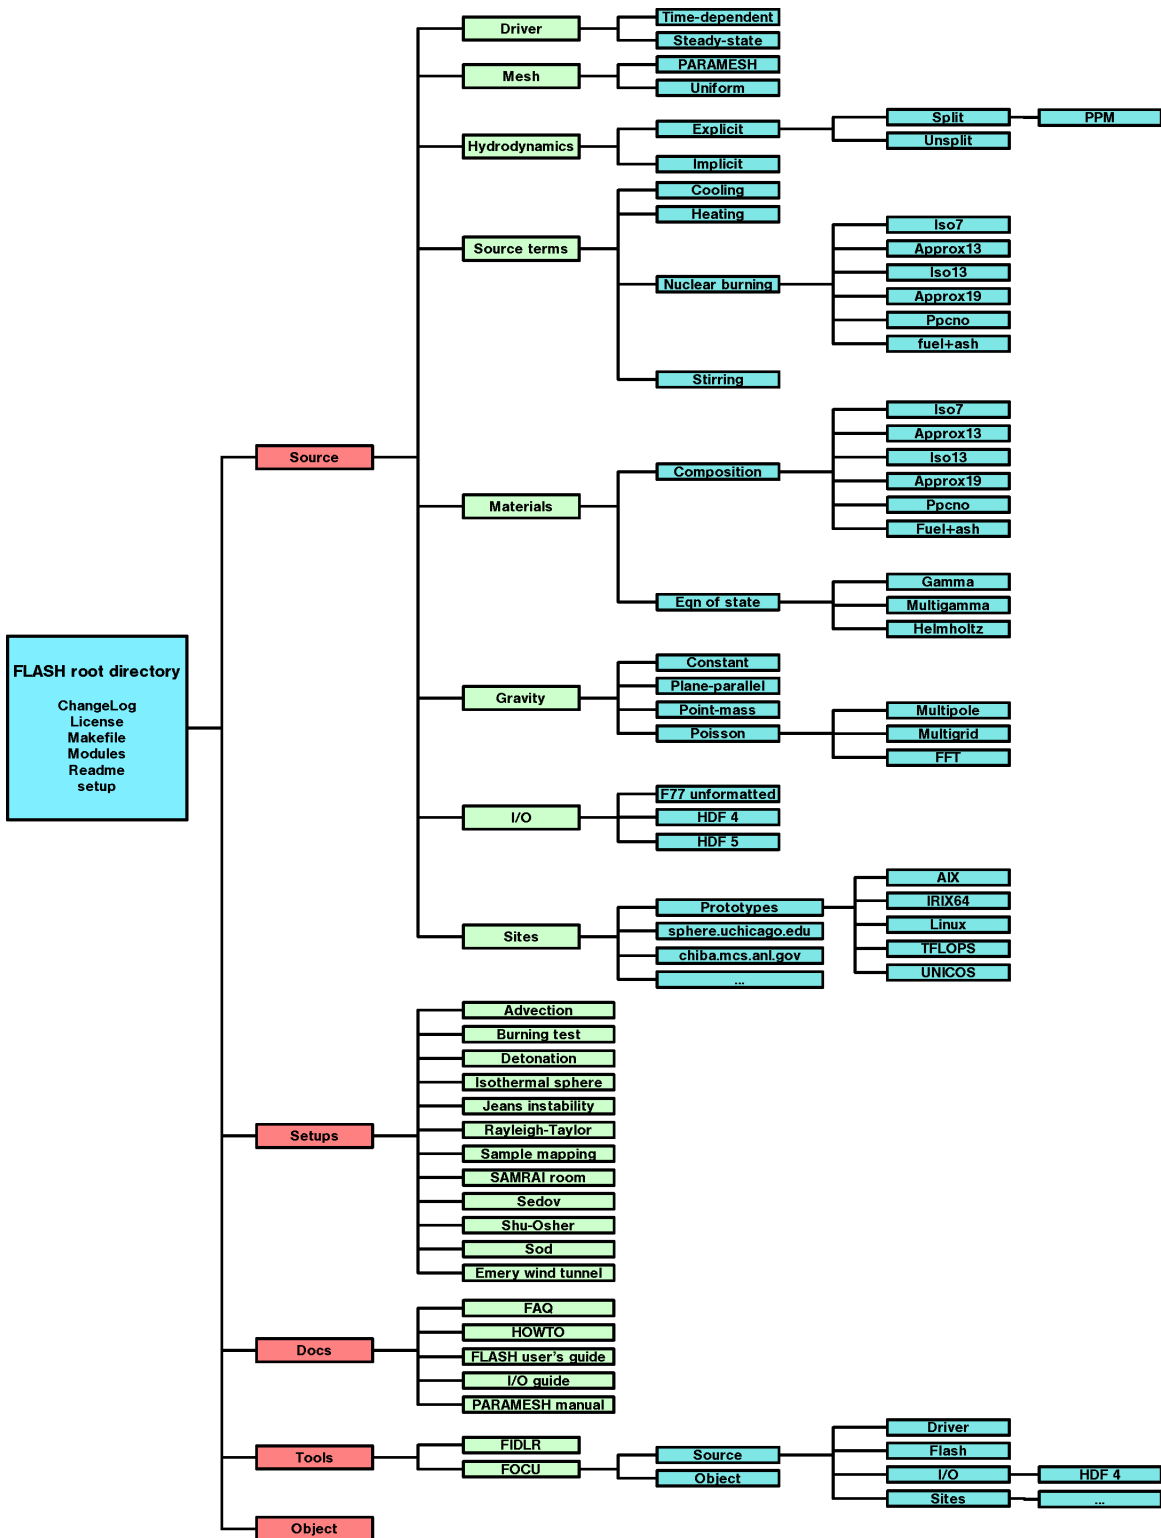 Driver
Time-dependent
Steady-state
Mesh
PARAMESH
Uniform
Hydrodynamics
Explicit
Split
PPM
Unsplit
Implicit
Source terms
Cooling
Heating
Nuclear burning
Iso7
Approx13
Iso13
Approx19
Ppcno
fuel+ash
Stirring
Source
Materials
Composition
Iso7
Approx13
Iso13
Approx19
Ppcno
Fuel+ash
Eqn of state
Gamma
Multigamma
Helmholtz
FLASH root directory
ChangeLog
License
Makefile
Modules
Readme
setup
Gravity
Constant
Plane-parallel
Point-mass
Poisson
Multipole
Multigrid
FFT
I/O
F77 unformatted
HDF 4
HDF 5
Sites
Prototypes
AIX
IRIX64
Linux
TFLOPS
UNICOS
sphere.uchicago.edu
chiba.mcs.anl.gov
...
Setups
Advection
Burning test
Detonation
Isothermal sphere
Jeans instability
Rayleigh-Taylor
Sample mapping
SAMRAI room
Sedov
Shu-Osher
Sod
Emery wind tunnel
Docs
FAQ
HOWTO
FLASH user's guide
I/O guide
PARAMESH manual
Tools
FIDLR
FOCU
Source
Driver
Flash
I/O
HDF 4
Sites
...
Object
Object